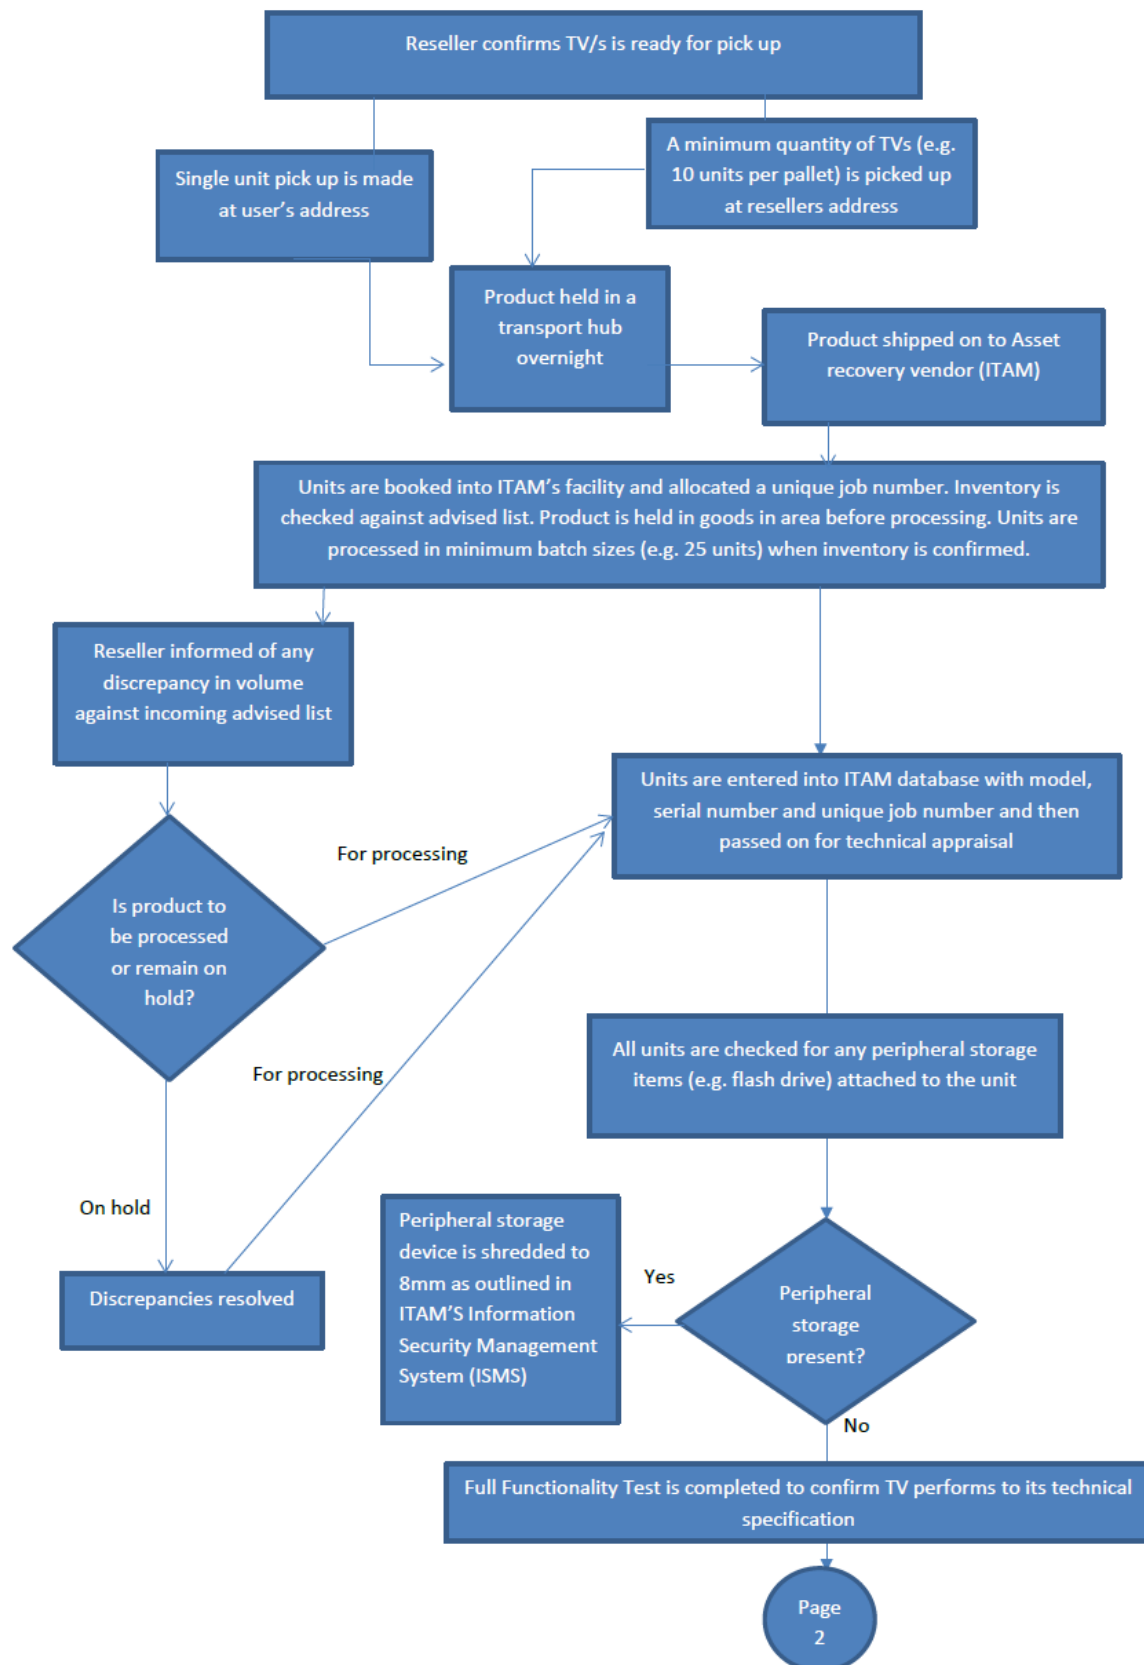 Reseller confirms TV/s is ready for pick up
Single unit pick up is made
at user's address
A minimum quantity of TVs (e.g.
10 units per pallet) is picked up
at resellers address
Product held in a
transport hub
overnight
Product shipped on to Asset
recovery vendor (ITAM)
Units are booked into ITAM's facility and allocated a unique job number. Inventory is
checked against advised list. Product is held in goods in area before processing. Units are
processed in minimum batch sizes (e.g. 25 units) when inventory is confirmed.
Reseller informed of any
discrepancy in volume
against incoming advised list
Units are entered into ITAM database with model,
serial number and unique job number and then
passed on for technical appraisal
For processing
Is product to
be processed
or remain on
hold?
For processing
All units are checked for any peripheral storage
items (e.g. flash drive) attached to the unit
On hold
Discrepancies resolved
Peripheral storage
device is shredded to
8mm as outlined in
ITAM'S Information
Security Management
System (ISMS)
Yes
Peripheral
storage
present?
No
Full Functionality Test is completed to confirm TV performs to its technical
specification
Page
2